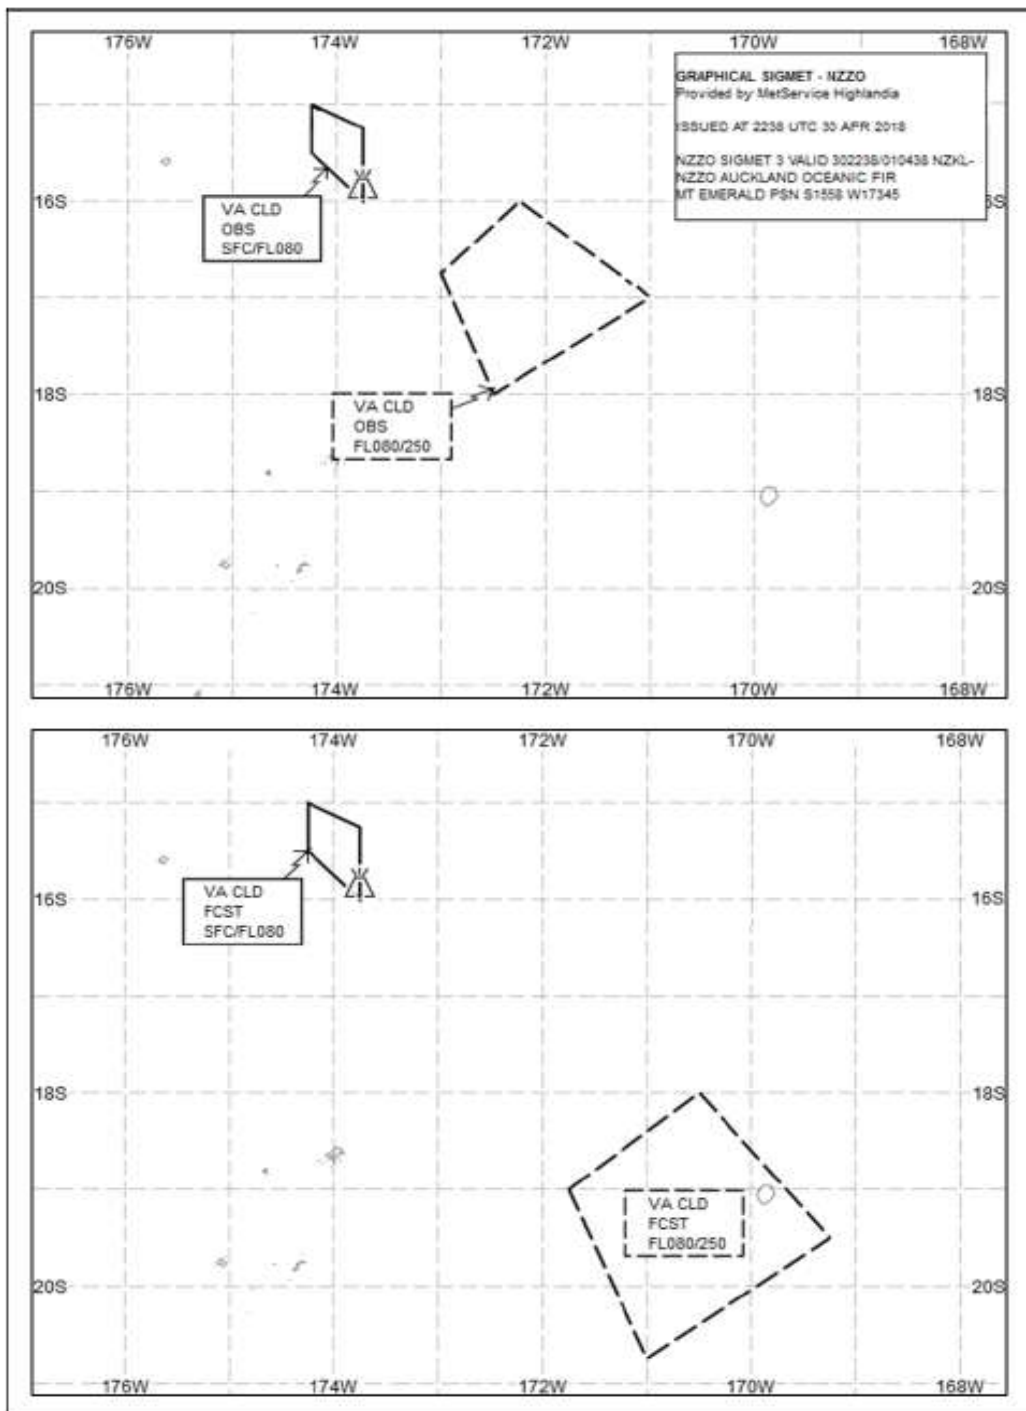 176W 174W 172W 170W 168W
GRAPHICAL SIGMET - NZZO
Provided by MetService Highlandia
ISSUED AT 2238 UTC 30 APR 2018
NZZO SIGMET 3 VALID 302238/010438 NZKL-
NZZO AUCKLAND OCEANIC FIR
MT EMERALD PSN S1558 W17345
16S 6S
VA CLD
OBS
SFC/FL080
18S 18S
VA CLD
OBS
FL080/250
20S 20S
176W 174W 172W 170W 168W
176W 174W 172W 170W 168W
VA CLD
FCST
SFC/FL080
16S 16S
18S 18S
VA CLD
FCST
FL080/250
20S 20S
176W 174W 172W 170W 168W